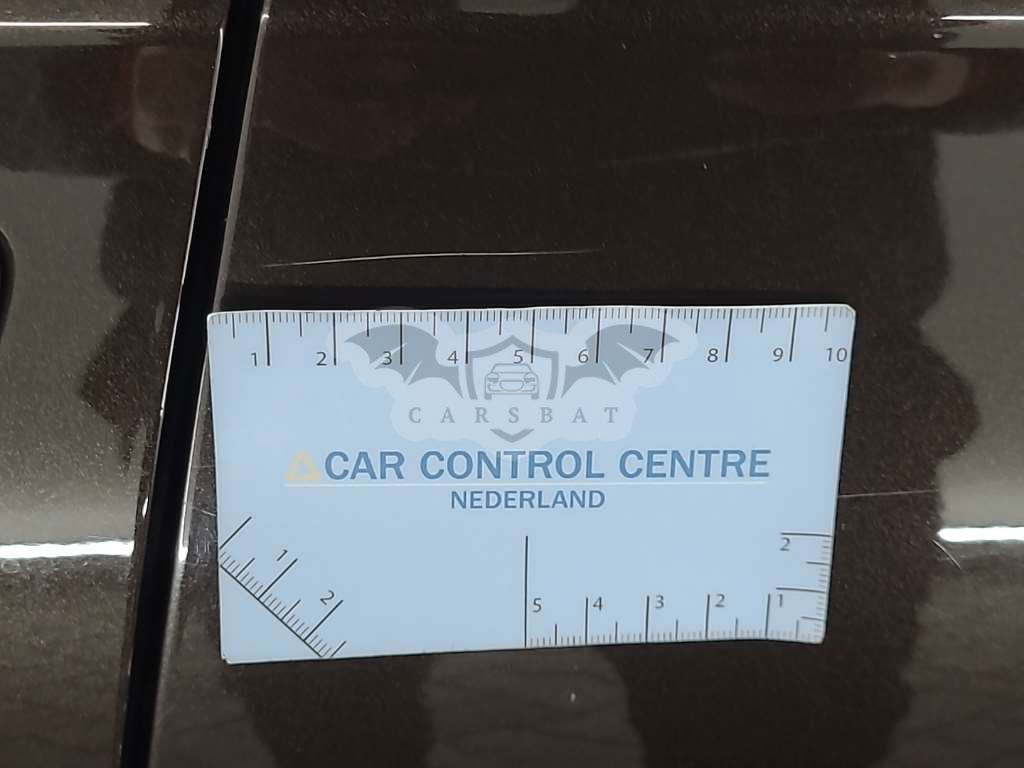 1 2 3 4 5 6 7 8 9 10
CARSBAT
CAR CONTROL CENTRE
NEDERLAND
1 2
5 4 3 2 1
2